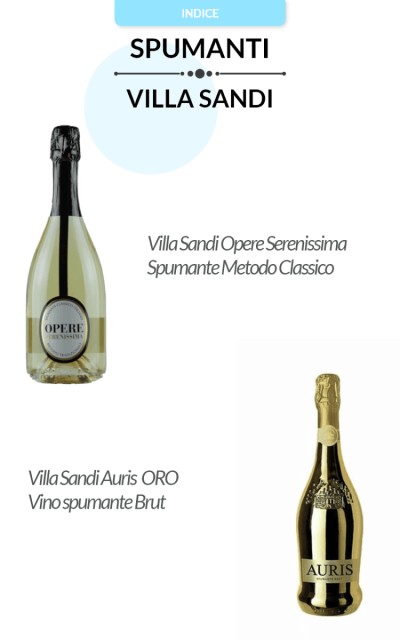 INDICE
SPUMANTI
VILLA SANDI
Villa Sandi Opere Serenissima
Spumante Metodo Classico
OPERE
SERENISSIMA
Villa Sandi Auris ORO
Vino spumante Brut
AURIS